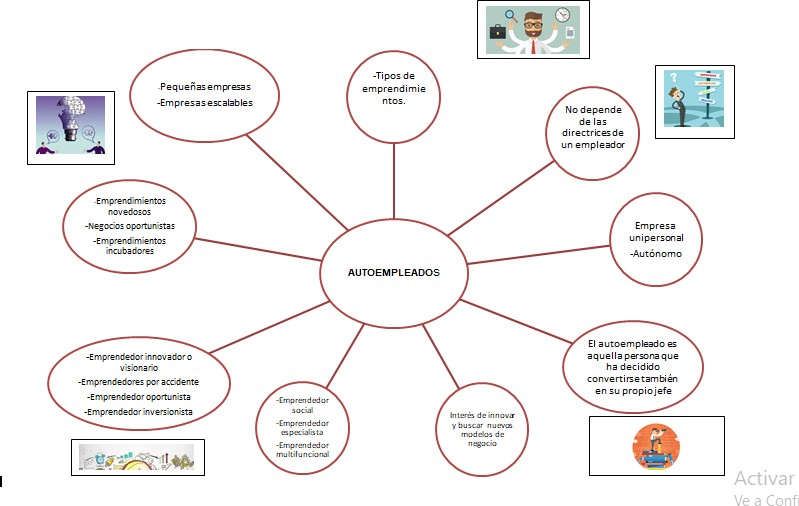 -Pequeñas empresas
-Empresas escalables
-Tipos de
emprendimie
ntos.
No depende
de las
directrices de
un empleador
-Emprendimientos
novedosos
-Negocios oportunistas
-Emprendimientos
incubadores
Empresa
unipersonal
-Autónomo
AUTOEMPLEADOS
-Emprendedor innovador o
visionario
-Emprendedores por accidente
-Emprendedor oportunista
-Emprendedor inversionista
-Emprendedor
social
-Emprendedor
especialista
-Emprendedor
multifuncional
Interés de innovar
y buscar nuevos
modelos de
negocio
El autoempleado es
aquella persona que
ha decidido
convertirse también
en su propio jefe
Activar
Ve a Confi